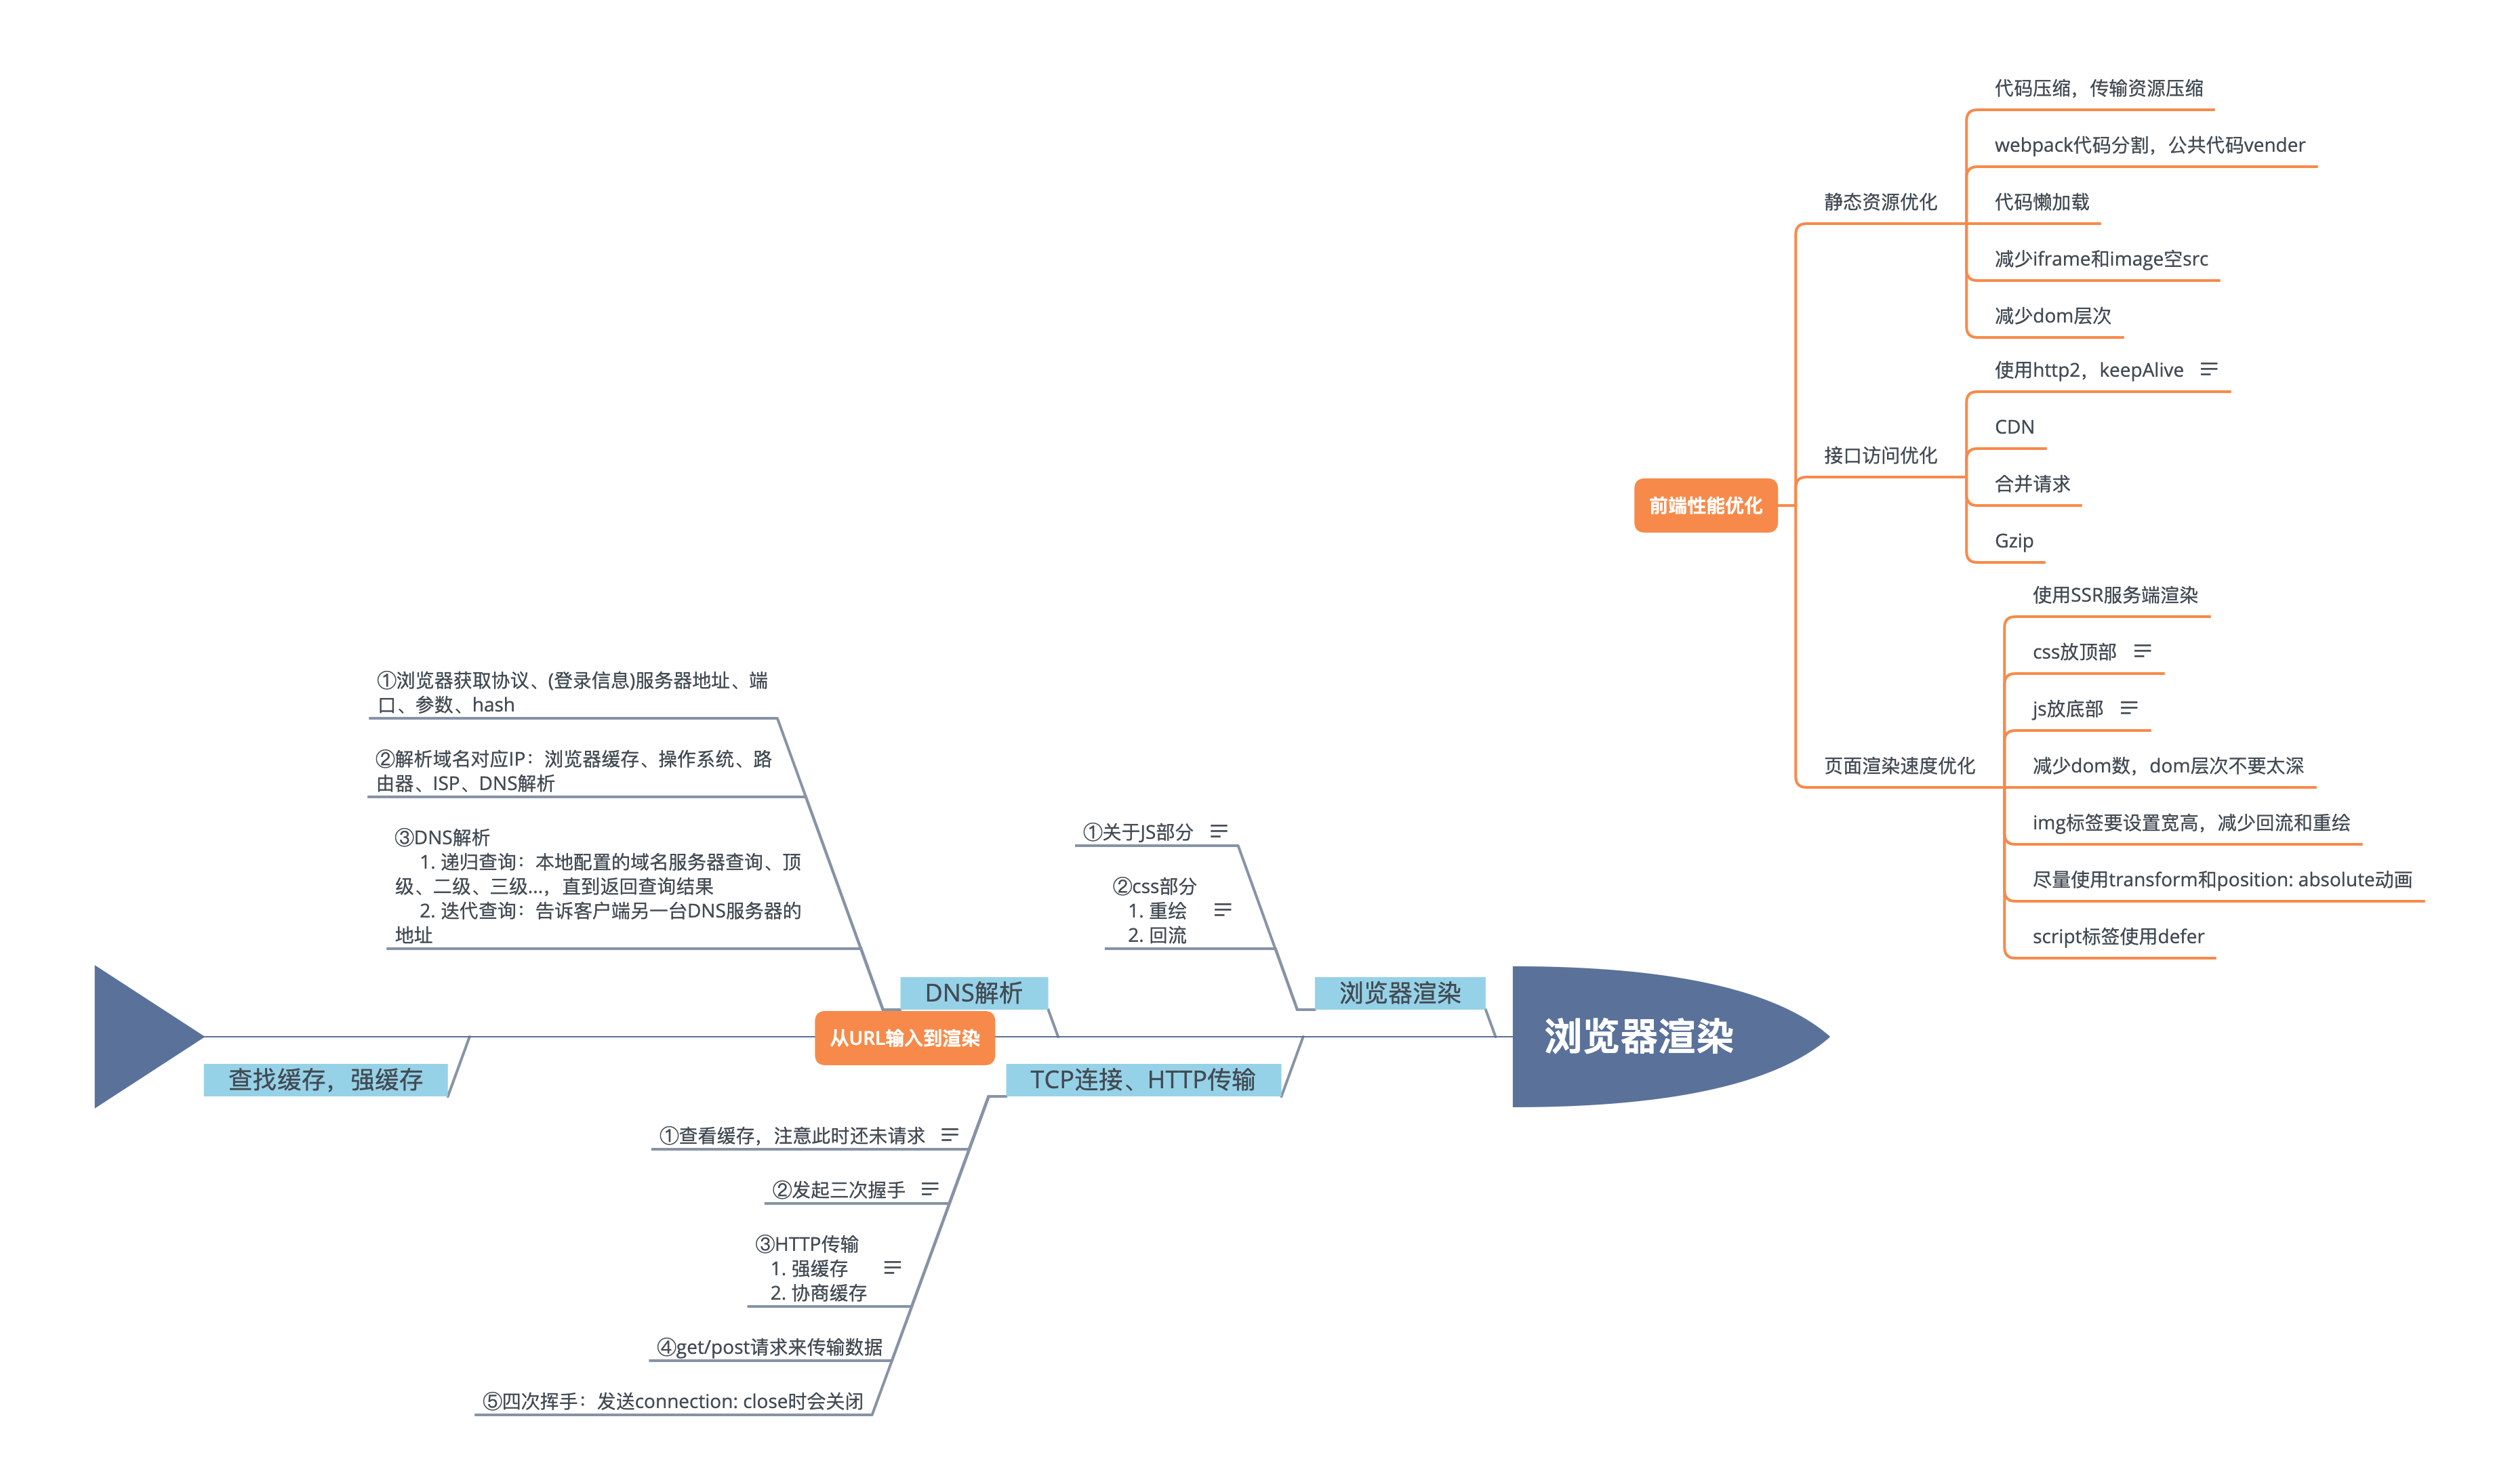 代码压缩，传输资源压缩
webpack代码分割，公共代码vender
静态资源优化
代码懒加载
减少iframe和image空src
减少dom层次
使用http2，keepAlive
CDN
接口访问优化
合并请求
前端性能优化
Gzip
使用SSR服务端渲染
css放顶部
js放底部
页面渲染速度优化
减少dom数，dom层次不要太深
img标签要设置宽高，减少回流和重绘
尽量使用transform和position: absolute动画
script标签使用defer
①浏览器获取协议、(登录信息)服务器地址、端
口、参数、hash
②解析域名对应IP：浏览器缓存、操作系统、路
由器、ISP、DNS解析
③DNS解析
1. 递归查询：本地配置的域名服务器查询、顶
级、二级、三级...，直到返回查询结果
2. 迭代查询：告诉客户端另一台DNS服务器的
地址
DNS解析
①关于JS部分
②css部分
1. 重绘
2. 回流
浏览器渲染
从URL输入到渲染
浏览器渲染
查找缓存，强缓存
TCP连接、HTTP传输
①查看缓存，注意此时还未请求
②发起三次握手
③HTTP传输
1. 强缓存
2. 协商缓存
④get/post请求来传输数据
⑤四次挥手：发送connection: close时会关闭